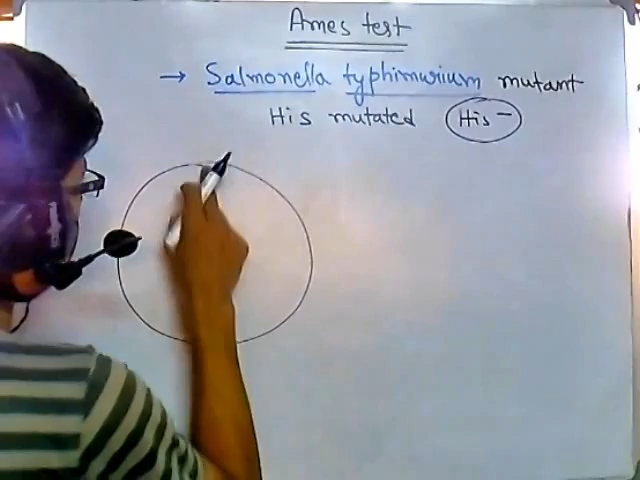 Ames test
→ Salmonella typhimurium mutant
His mutated His-